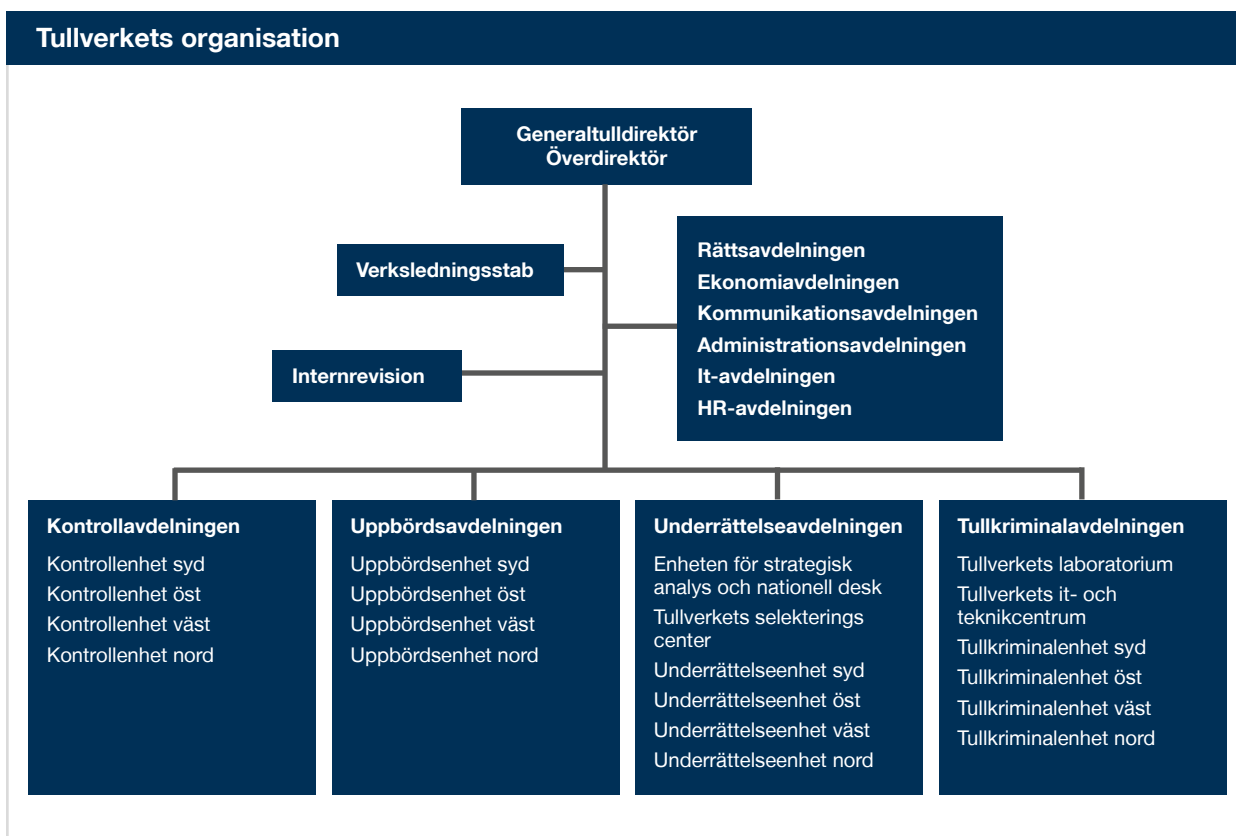 Tullverkets organisation
Generaltulldirektör
Överdirektör
Verksledningsstab
Rättsavdelningen
Ekonomiavdelningen
Kommunikationsavdelningen
Administrationsavdelningen
It-avdelningen
HR-avdelningen
Internrevision
Kontrollavdelningen
Kontrollenhet syd
Kontrollenhet öst
Kontrollenhet väst
Kontrollenhet nord
Uppbördsavdelningen
Uppbördsenhet syd
Uppbördsenhet öst
Uppbördsenhet väst
Uppbördsenhet nord
Underrättelseavdelningen
Enheten för strategisk
analys och nationell desk
Tullverkets selekterings
center
Underrättelseenhet syd
Underrättelseenhet öst
Underrättelseenhet väst
Underrättelseenhet nord
Tullkriminalavdelningen
Tullverkets laboratorium
Tullverkets it- och
teknikcentrum
Tullkriminalenhet syd
Tullkriminalenhet öst
Tullkriminalenhet väst
Tullkriminalenhet nord